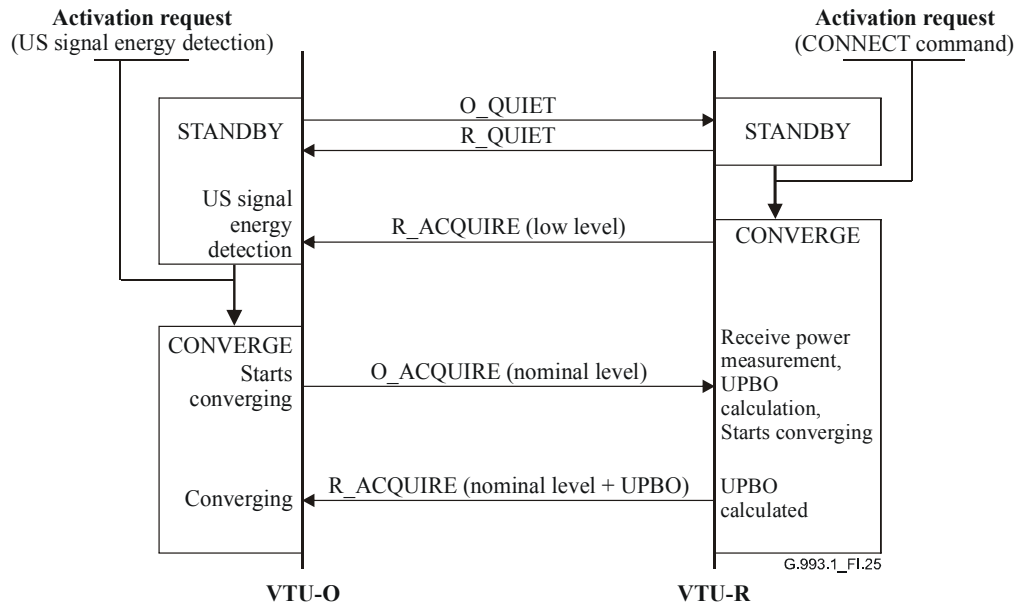 Activation request
(US signal energy detection)
Activation request
(CONNECT command)
O_QUIET
STANDBY
STANDBY
R_QUIET
US signal
energy
detection
R_ACQUIRE (low level)
CONVERGE
CONVERGE
Starts
converging
O_ACQUIRE (nominal level)
Receive power
measurement,
UPBO
calculation,
Starts converging
Converging
R_ACQUIRE (nominal level + UPBO)
UPBO
calculated
G.993.1_FI.25
VTU-O
VTU-R